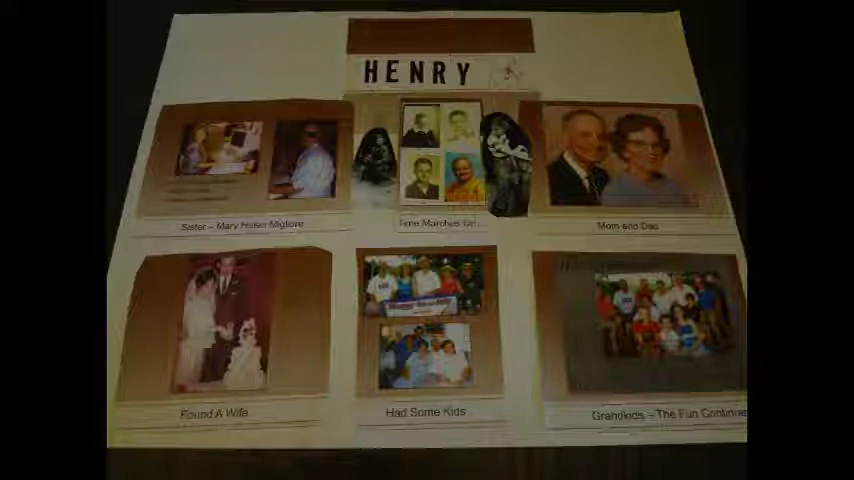 HENRY
Sister – Mary Helen Migliore
Time Marches On...
Mom and Dad
Found A Wife
Had Some Kids
Grandkids – The Fun Continues